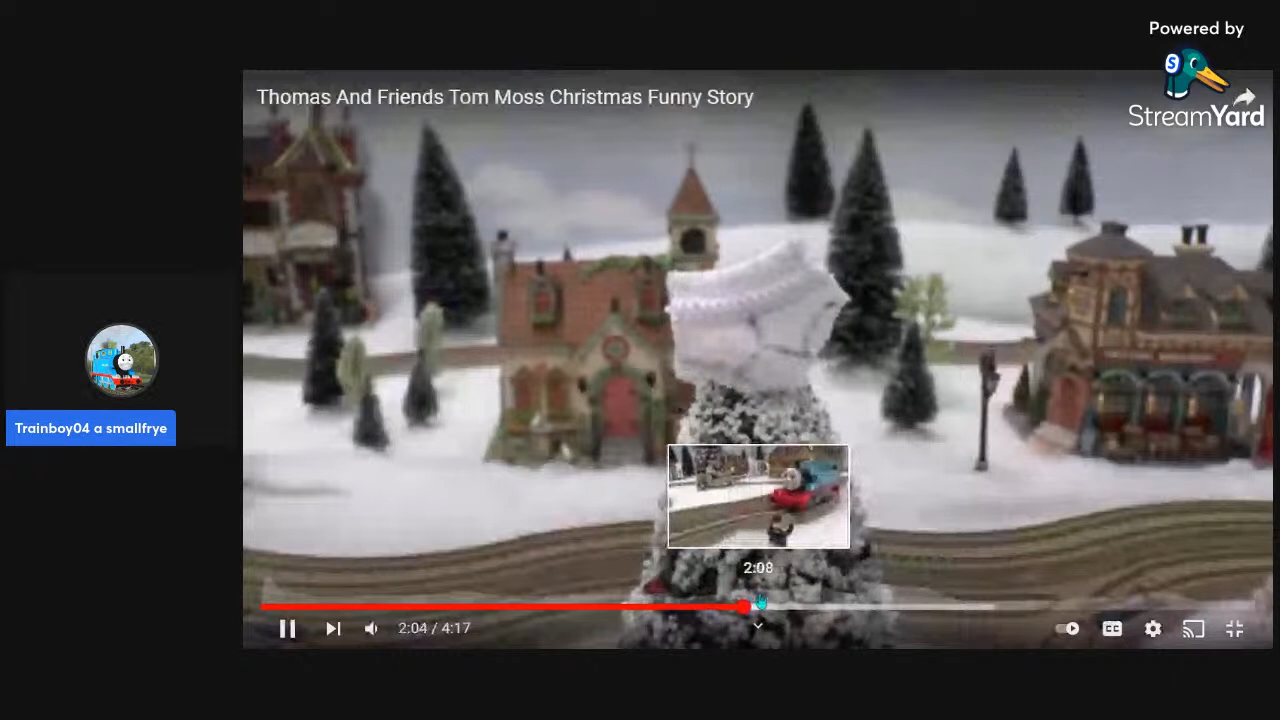 Powered by
StreamYard
Thomas And Friends Tom Moss Christmas Funny Story
Trainboy04 a smallfrye
2:08
2:04 / 4:17
CC
S